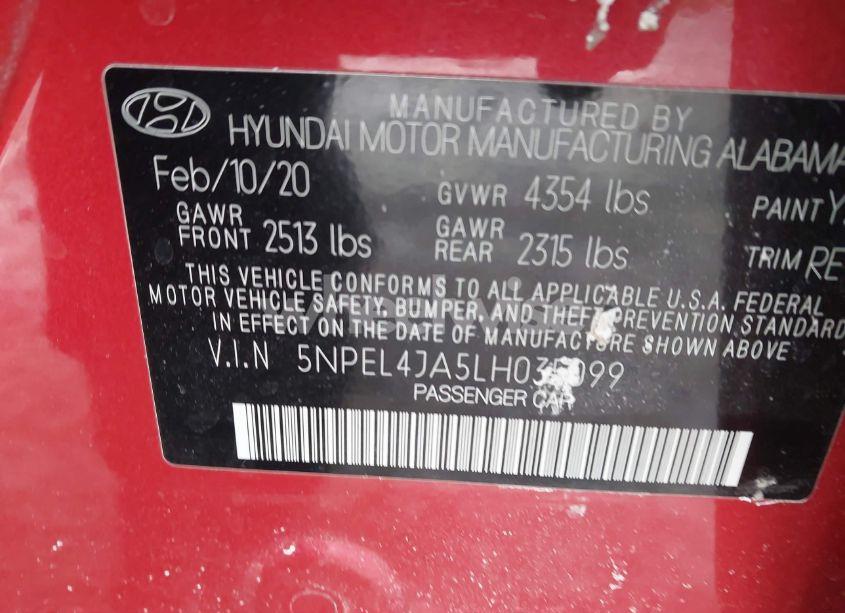 MANUFACTURED BY
HYUNDAI MOTOR MANUFACTURING ALABAMA
Feb/10/20 GVWR 4354 lbs PAINT
GAWR FRONT 2513 lbs GAWR REAR 2315 lbs TRIM RE
THIS VEHICLE CONFORMS TO ALL APPLICABLE U.S.A. FEDERAL
MOTOR VEHICLE SAFETY, BUMPER, AND THEFT PREVENTION STANDARD
IN EFFECT ON THE DATE OF MANUFACTURE SHOWN ABOVE
V.I.N
PASSENGER CAR